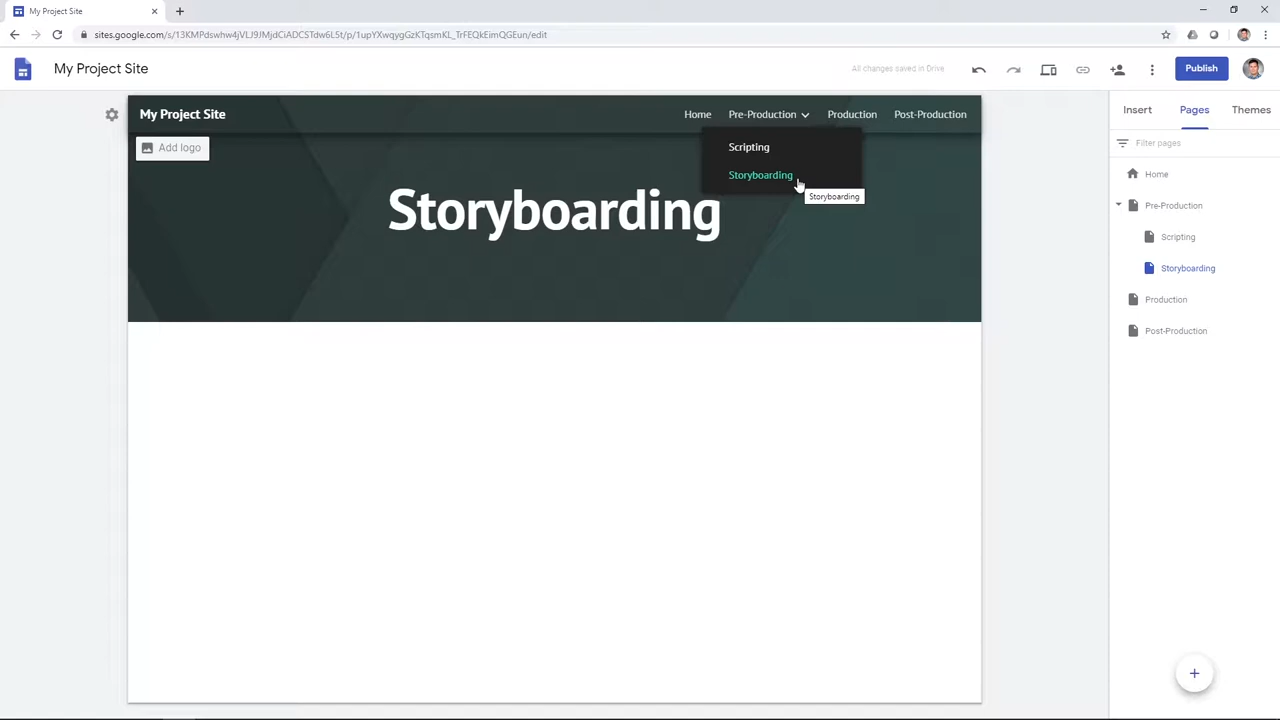 My Project Site
sites.google.com/s/13KMPdswhw4jVLJ9JMjdCiADCSTdw6L5t/p/1upYXwqygGzKTqsmKL_TrFEQkEimQGEun/edit
My Project Site
All changes saved in Drive
Publish
My Project Site
Home
Pre-Production
Production
Post-Production
Add logo
Scripting
Storyboarding
Storyboarding
Storyboarding
Insert
Pages
Themes
Filter pages
Home
Pre-Production
Scripting
Storyboarding
Production
Post-Production